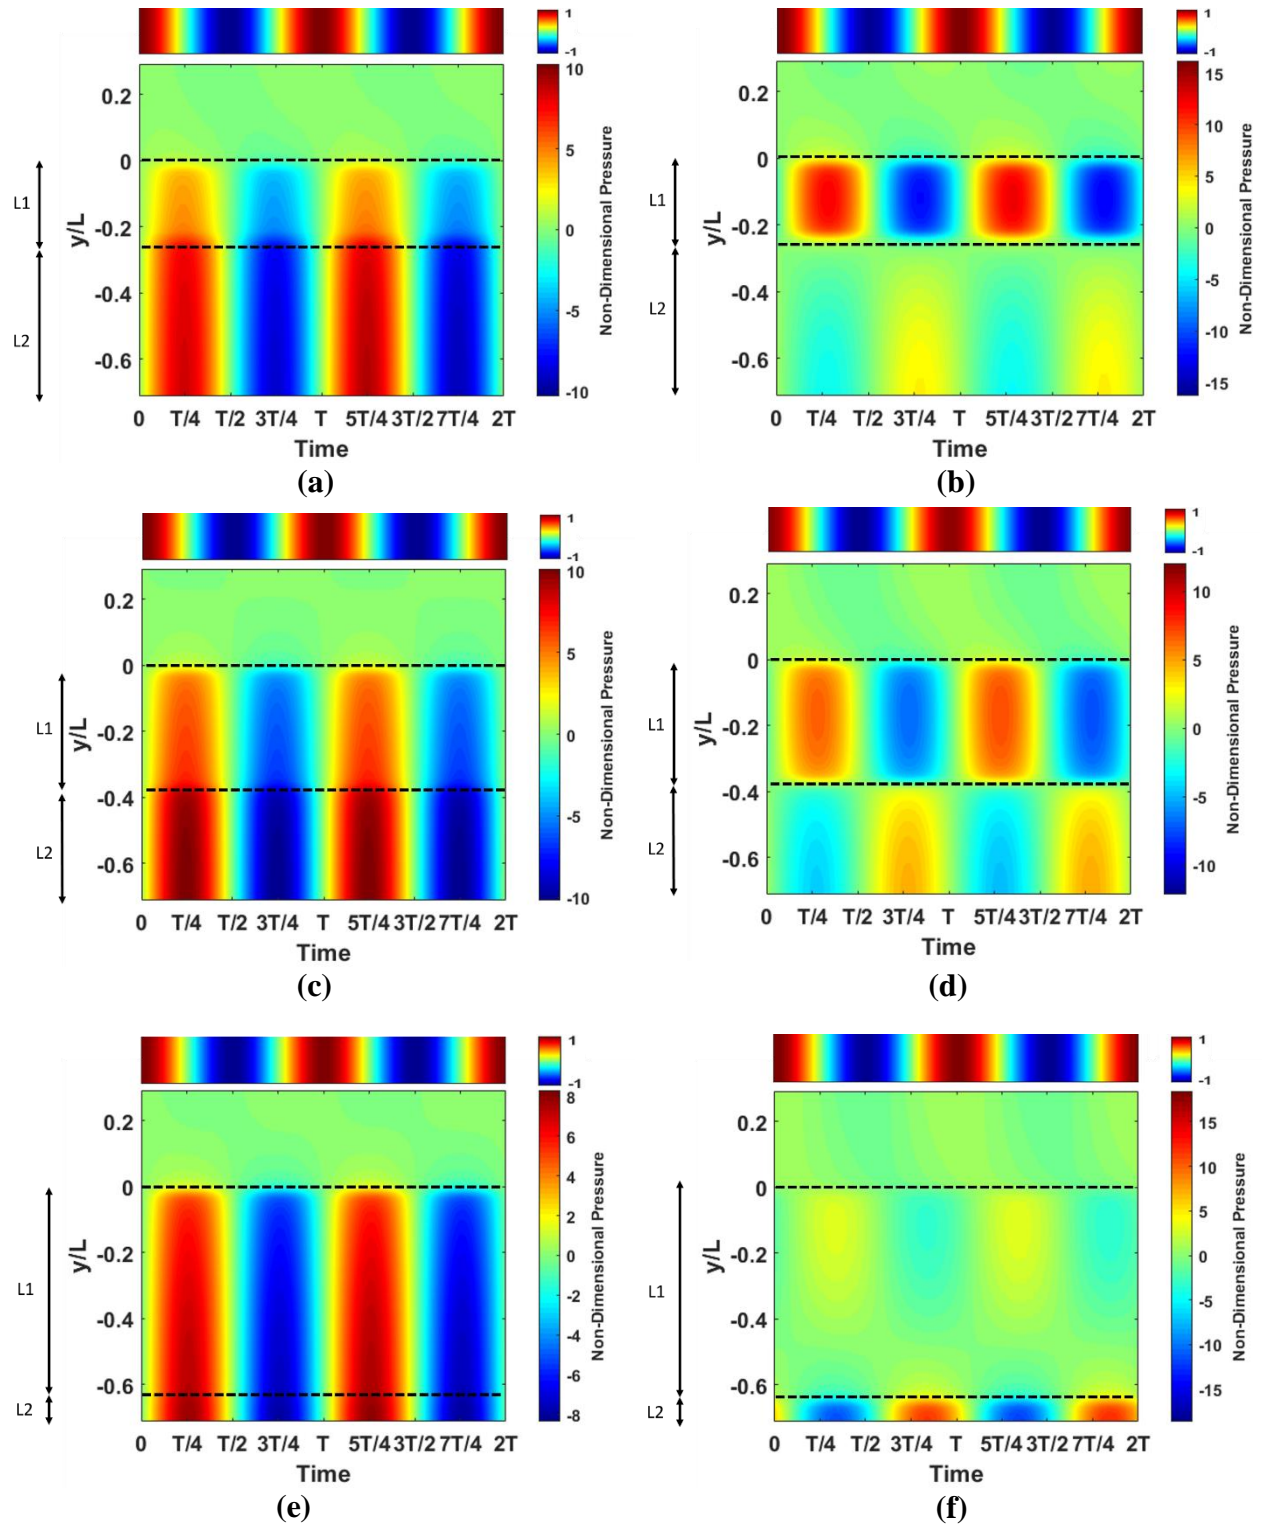 1
-1
1
-1
0.2
0
-0.2
-0.4
-0.6
y/L
L1
L2
10
5
0
-5
-10
Non-Dimensional Pressure
0 T/4 T/2 3T/4 T 5T/4 3T/2 7T/4 2T
Time
(a)
0.2
0
-0.2
-0.4
-0.6
y/L
L1
L2
15
10
5
0
-5
-10
-15
Non-Dimensional Pressure
0 T/4 T/2 3T/4 T 5T/4 3T/2 7T/4 2T
Time
(b)
1
-1
1
-1
0.2
0
-0.2
-0.4
-0.6
y/L
L1
L2
10
5
0
-5
-10
Non-Dimensional Pressure
0 T/4 T/2 3T/4 T 5T/4 3T/2 7T/4 2T
Time
(c)
0.2
0
-0.2
-0.4
-0.6
y/L
L1
L2
10
5
0
-5
-10
Non-Dimensional Pressure
0 T/4 T/2 3T/4 T 5T/4 3T/2 7T/4 2T
Time
(d)
1
-1
1
-1
0.2
0
-0.2
-0.4
-0.6
y/L
L1
L2
8
6
4
2
0
-2
-4
-6
-8
Non-Dimensional Pressure
0 T/4 T/2 3T/4 T 5T/4 3T/2 7T/4 2T
Time
(e)
0.2
0
-0.2
-0.4
-0.6
y/L
L1
L2
15
10
5
0
-5
-10
-15
Non-Dimensional Pressure
0 T/4 T/2 3T/4 T 5T/4 3T/2 7T/4 2T
Time
(f)